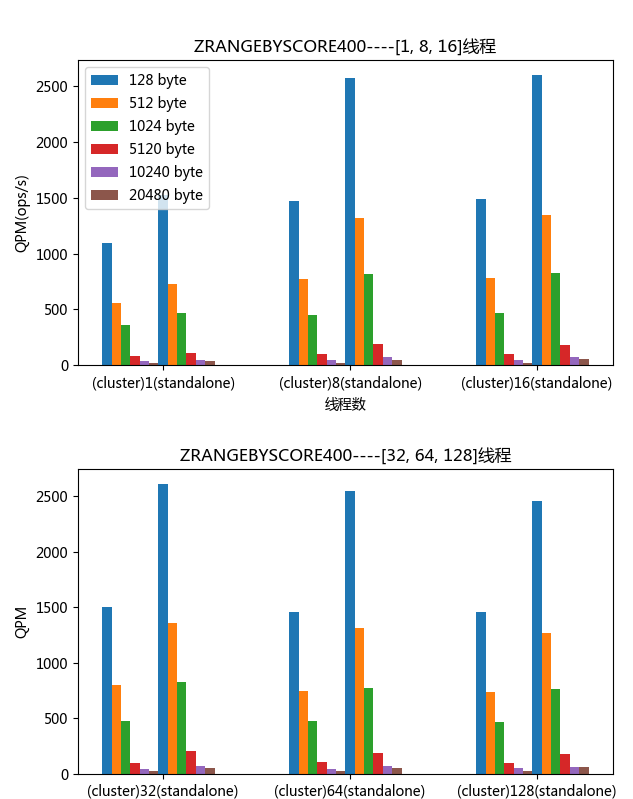 ZRANGEBYSCORE400----[1, 8, 16]线程
QPM(ops/s)
2500
2000
1500
1000
500
0
128 byte
512 byte
1024 byte
5120 byte
10240 byte
20480 byte
(cluster)1(standalone)
(cluster)8(standalone)
(cluster)16(standalone)
线程数
ZRANGEBYSCORE400----[32, 64, 128]线程
QPM
2500
2000
1500
1000
500
0
(cluster)32(standalone)
(cluster)64(standalone)
(cluster)128(standalone)